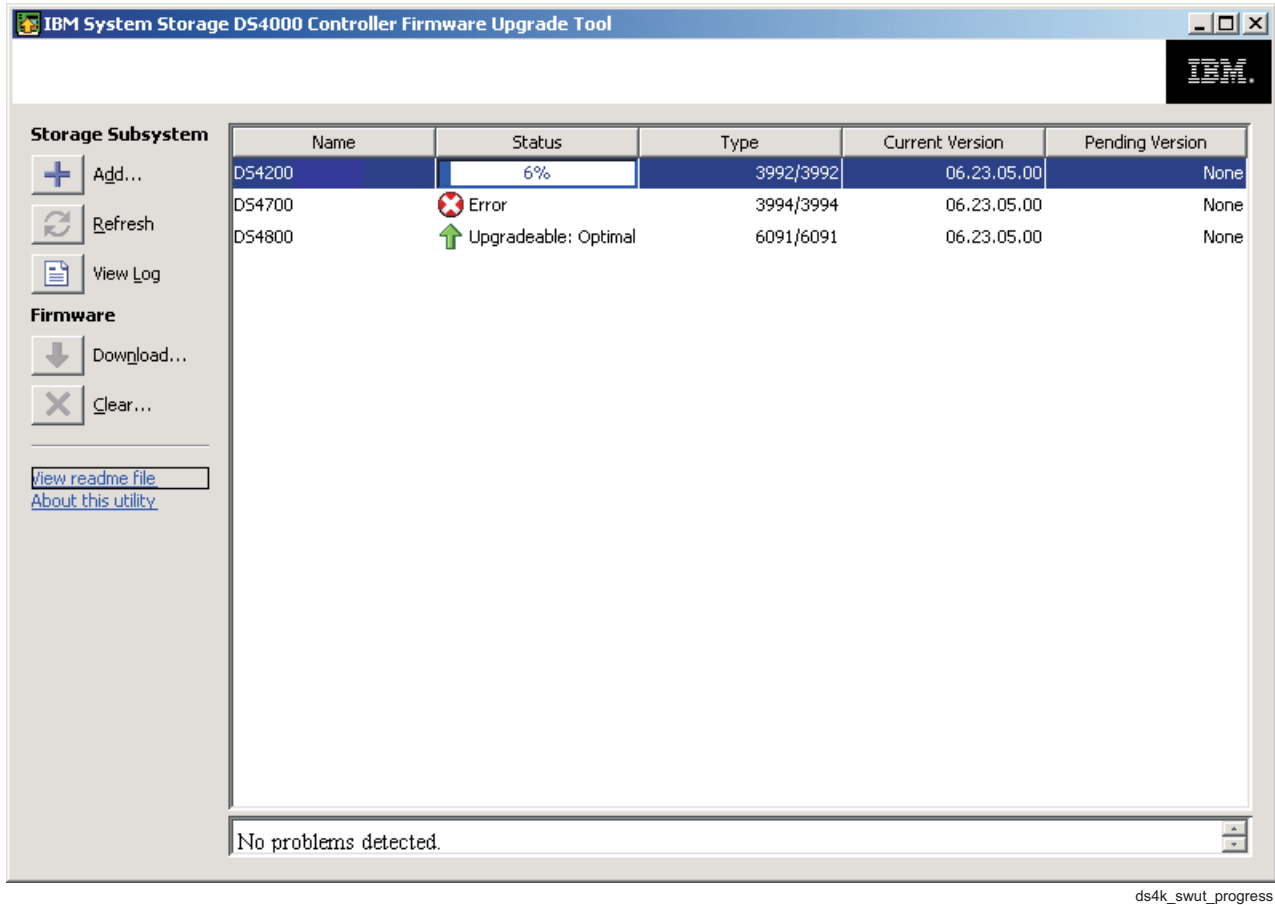 IBM System Storage DS4000 Controller Firmware Upgrade Tool
IBM.
Storage Subsystem
Add...
Refresh
View Log
Firmware
Download...
Clear...
View readme file
About this utility
Name Status Type Current Version Pending Version
DS4200 6% 3992/3992 06.23.05.00 None
DS4700 Error 3994/3994 06.23.05.00 None
DS4800 Upgradeable: Optimal 6091/6091 06.23.05.00 None
No problems detected.
ds4k_swut_progress